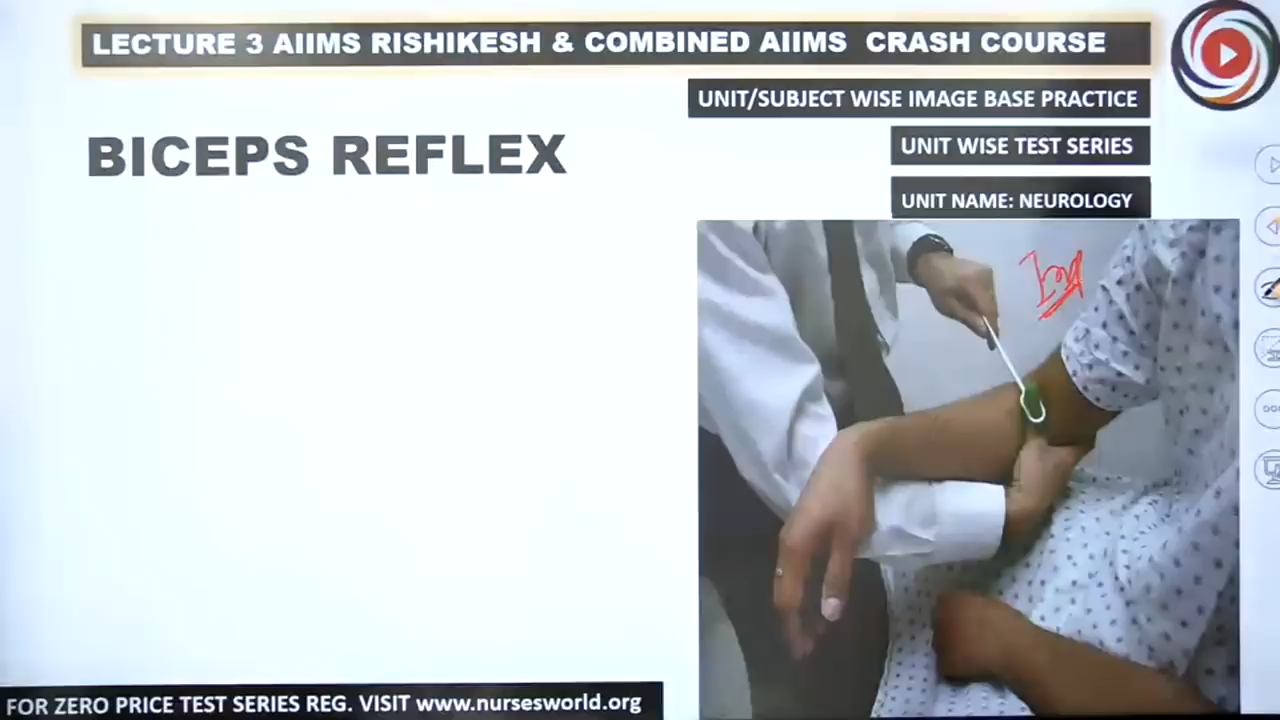 LECTURE 3 AIIMS RISHIKESH & COMBINED AIIMS CRASH COURSE
UNIT/SUBJECT WISE IMAGE BASE PRACTICE
BICEPS REFLEX
UNIT WISE TEST SERIES
UNIT NAME: NEUROLOGY
FOR ZERO PRICE TEST SERIES REG. VISIT www.nursesworld.org